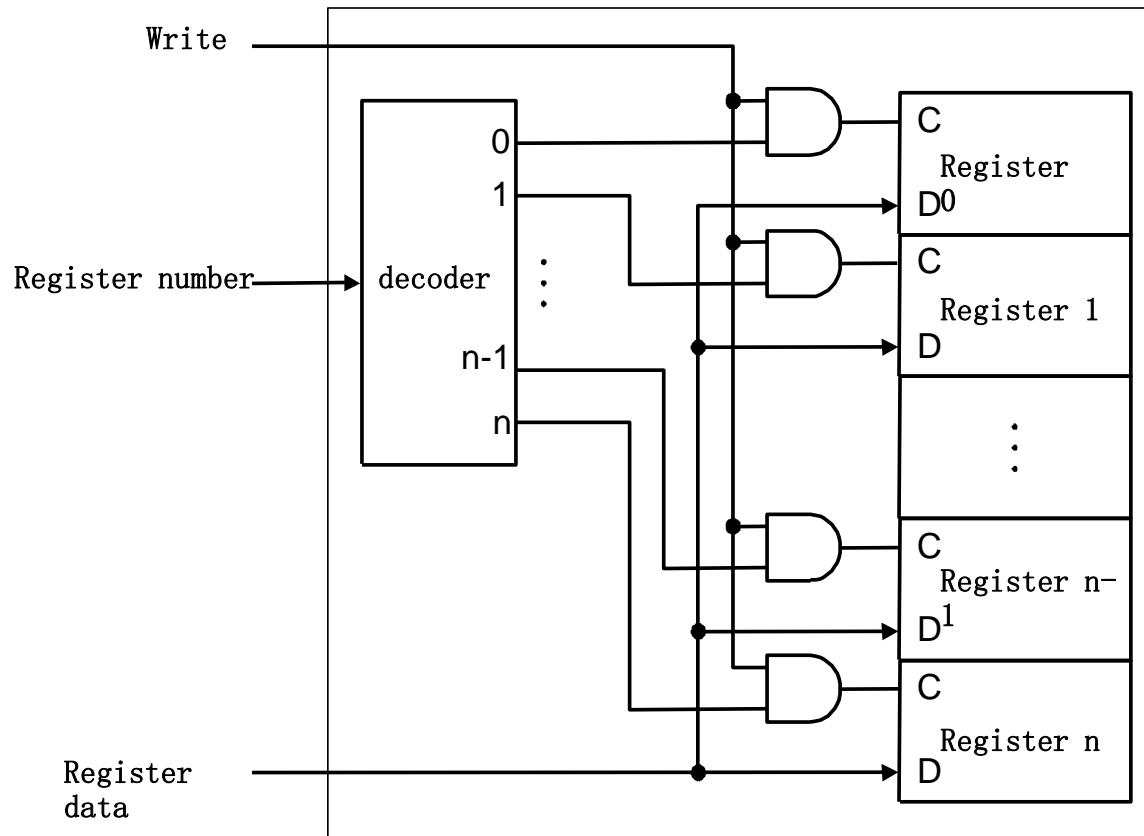 Write
0
C
Register
D0
1
C
Register number
decoder
Register 1
D
n-1
n
C
Register n-
D1
C
Register n
D
Register
data